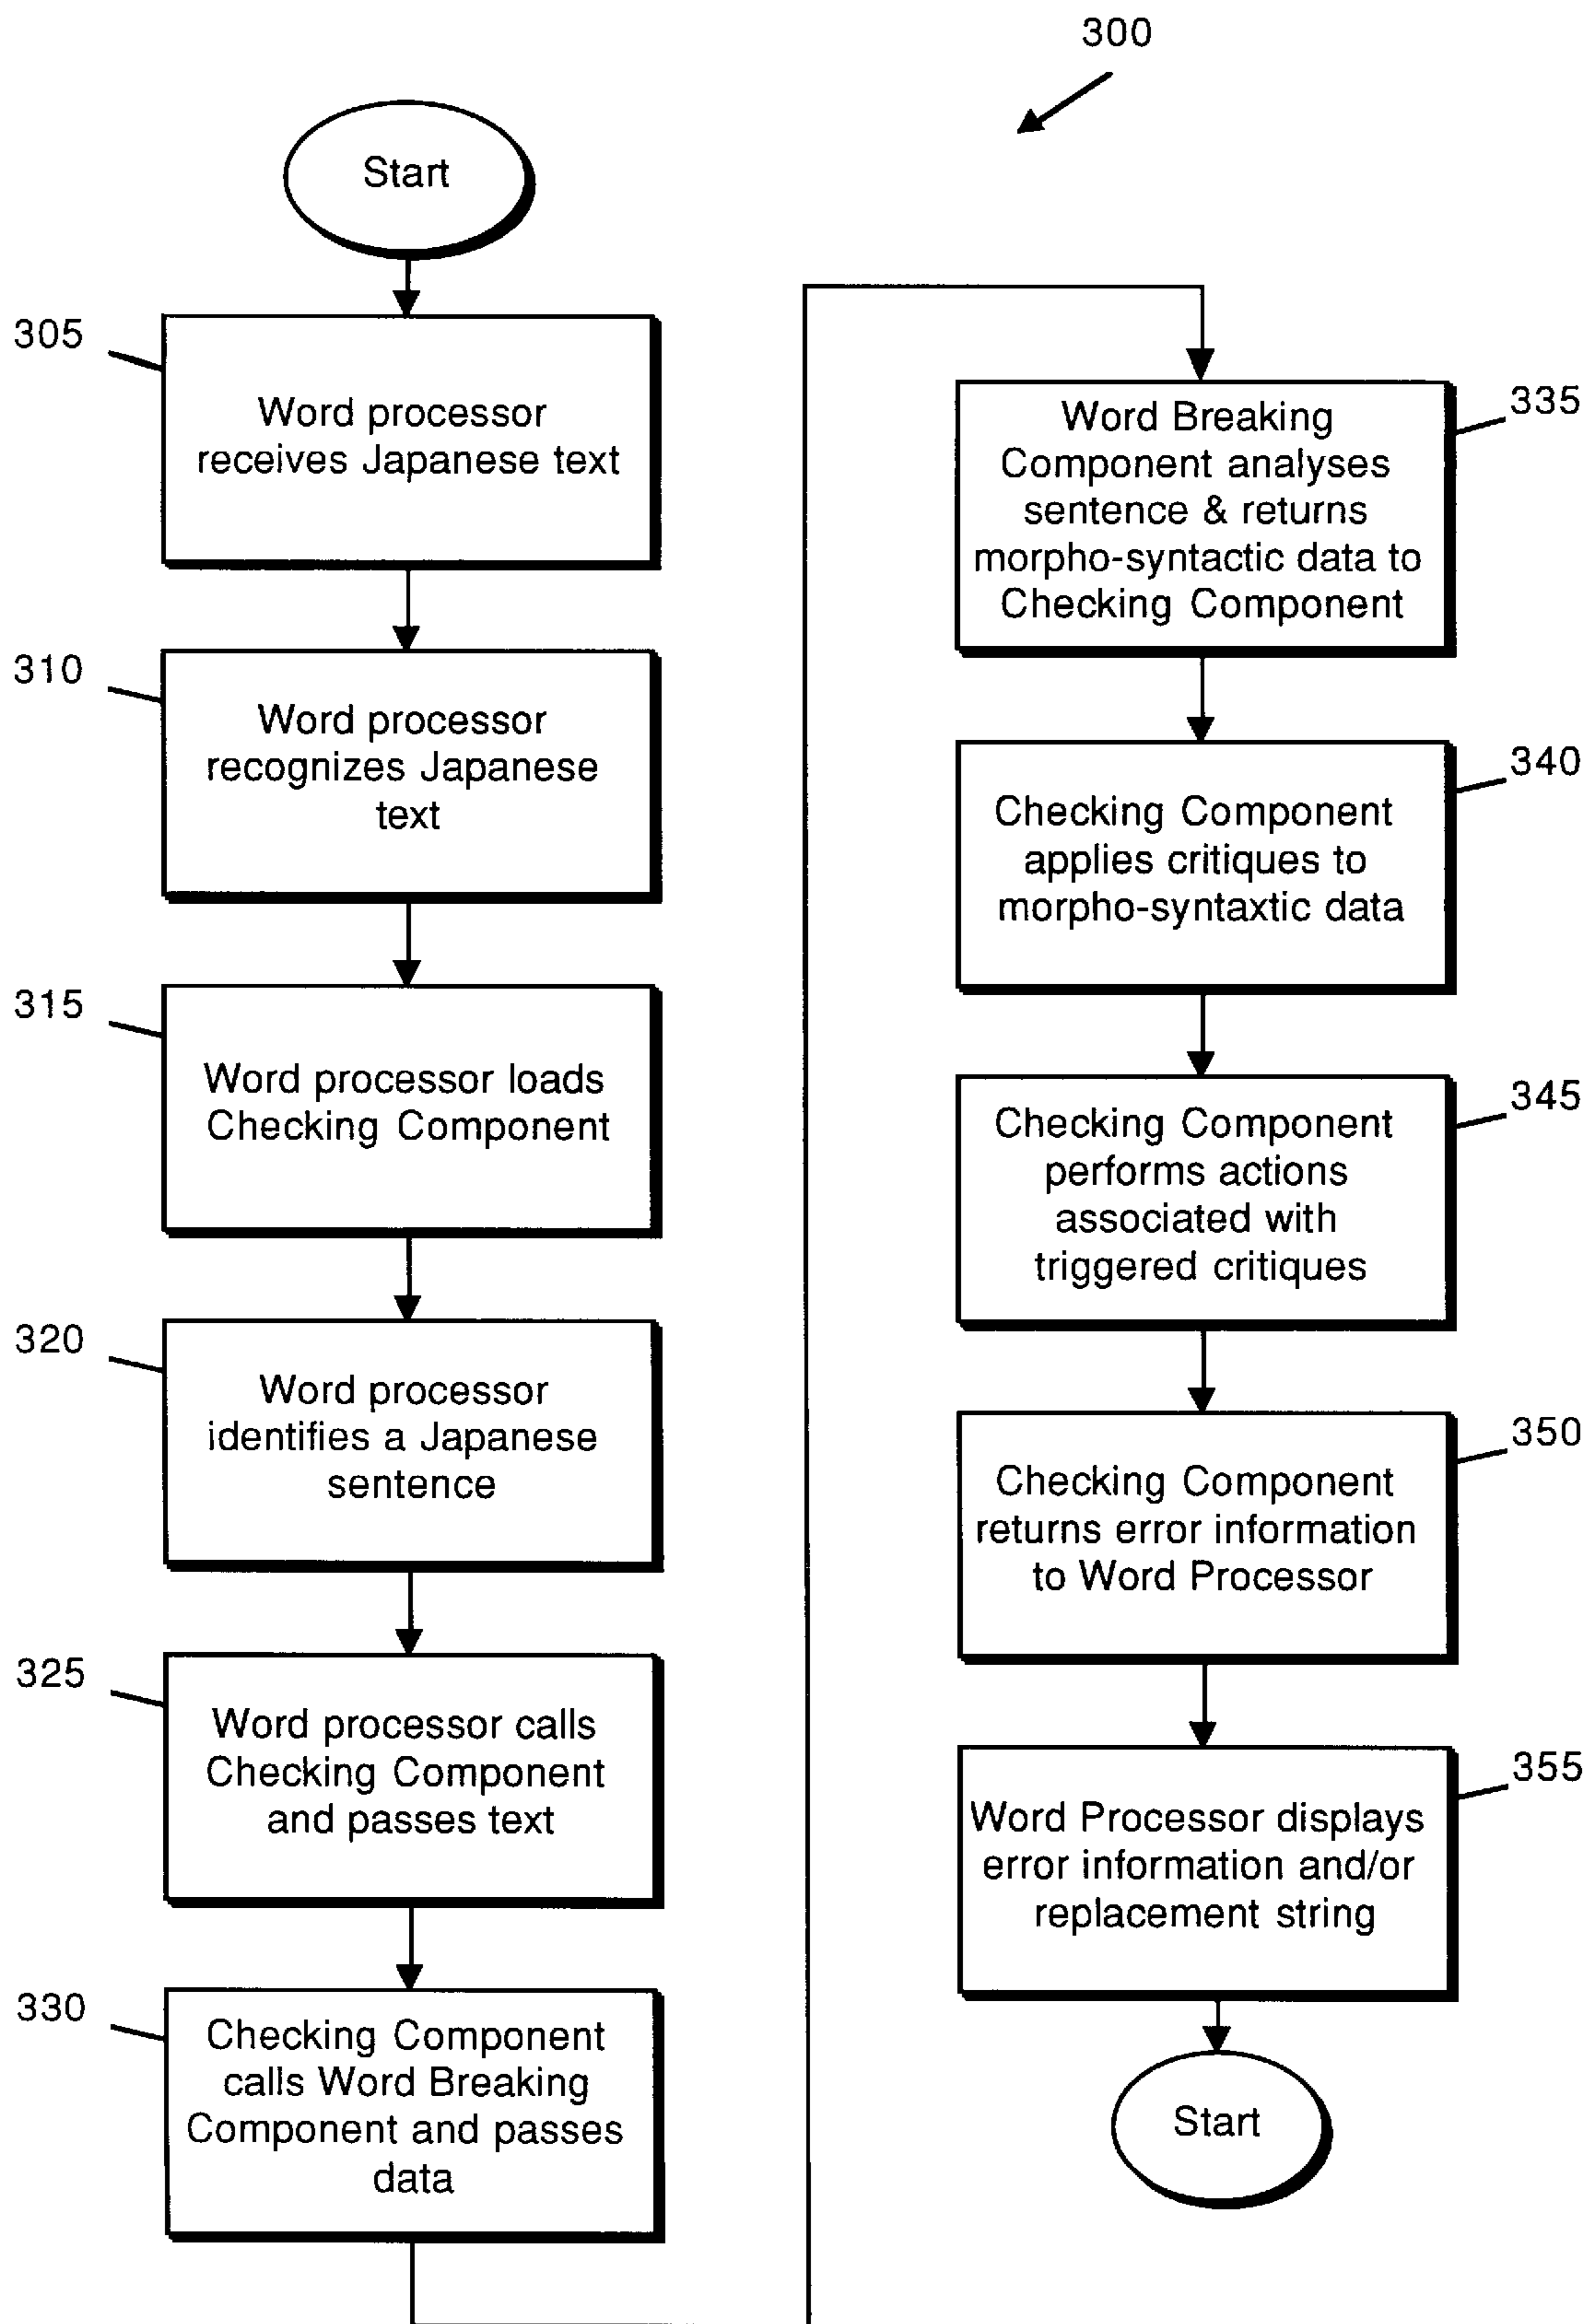 300
Start
305
Word processor
receives Japanese text
310
Word processor
recognizes Japanese
text
315
Word processor loads
Checking Component
320
Word processor
identifies a Japanese
sentence
325
Word processor calls
Checking Component
and passes text
330
Checking Component
calls Word Breaking
Component and passes
data
335
Word Breaking
Component analyses
sentence & returns
morpho-syntactic data to
Checking Component
340
Checking Component
applies critiques to
morpho-syntaxtic data
345
Checking Component
performs actions
associated with
triggered critiques
350
Checking Component
returns error information
to Word Processor
355
Word Processor displays
error information and/or
replacement string
Start